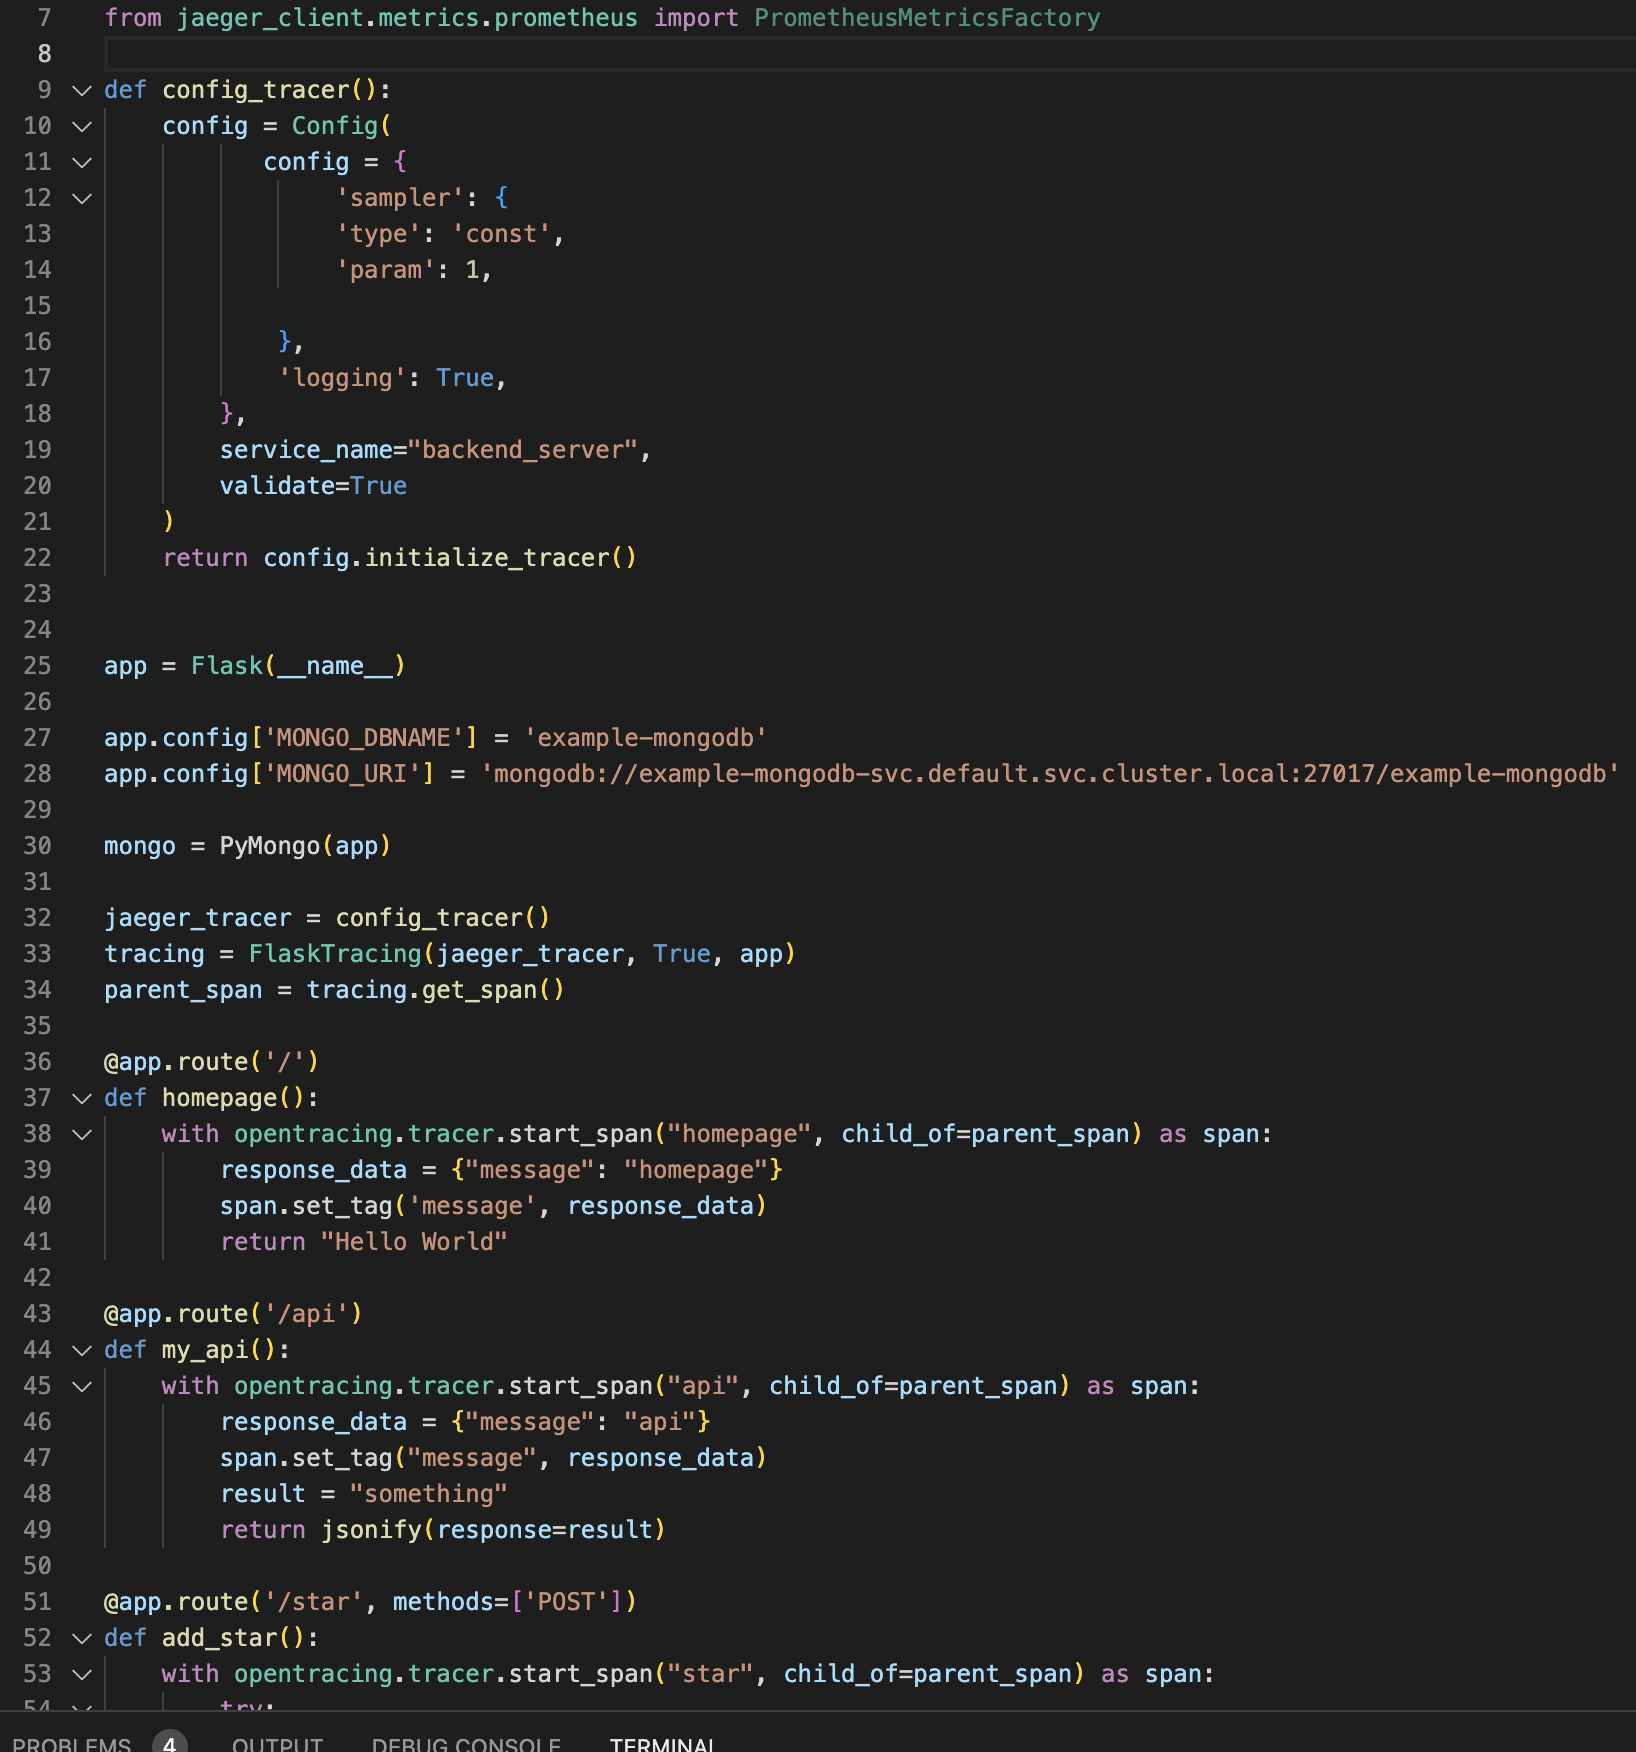 7 from jaeger_client.metrics.prometheus import PrometheusMetricsFactory
8
9 def config_tracer():
10 config = Config(
11 config = {
12 'sampler': {
13 'type': 'const',
14 'param': 1,
15
16 },
17 'logging': True,
18 },
19 service_name="backend_server",
20 validate=True
21 )
22 return config.initialize_tracer()
23
24
25 app = Flask(__name__)
26
27 app.config['MONGO_DBNAME'] = 'example-mongodb'
28 app.config['MONGO_URI'] = 'mongodb://example-mongodb-svc.default.svc.cluster.local:27017/example-mongodb'
29
30 mongo = PyMongo(app)
31
32 jaeger_tracer = config_tracer()
33 tracing = FlaskTracing(jaeger_tracer, True, app)
34 parent_span = tracing.get_span()
35
36 @app.route('/')
37 def homepage():
38 with opentracing.tracer.start_span("homepage", child_of=parent_span) as span:
39 response_data = {"message": "homepage"}
40 span.set_tag('message', response_data)
41 return "Hello World"
42
43 @app.route('/api')
44 def my_api():
45 with opentracing.tracer.start_span("api", child_of=parent_span) as span:
46 response_data = {"message": "api"}
47 span.set_tag("message", response_data)
48 result = "something"
49 return jsonify(response=result)
50
51 @app.route('/star', methods=['POST'])
52 def add_star():
53 with opentracing.tracer.start_span("star", child_of=parent_span) as span:
54 try:
PROBLEMS 4 OUTPUT DEBUG CONSOLE TERMINAL